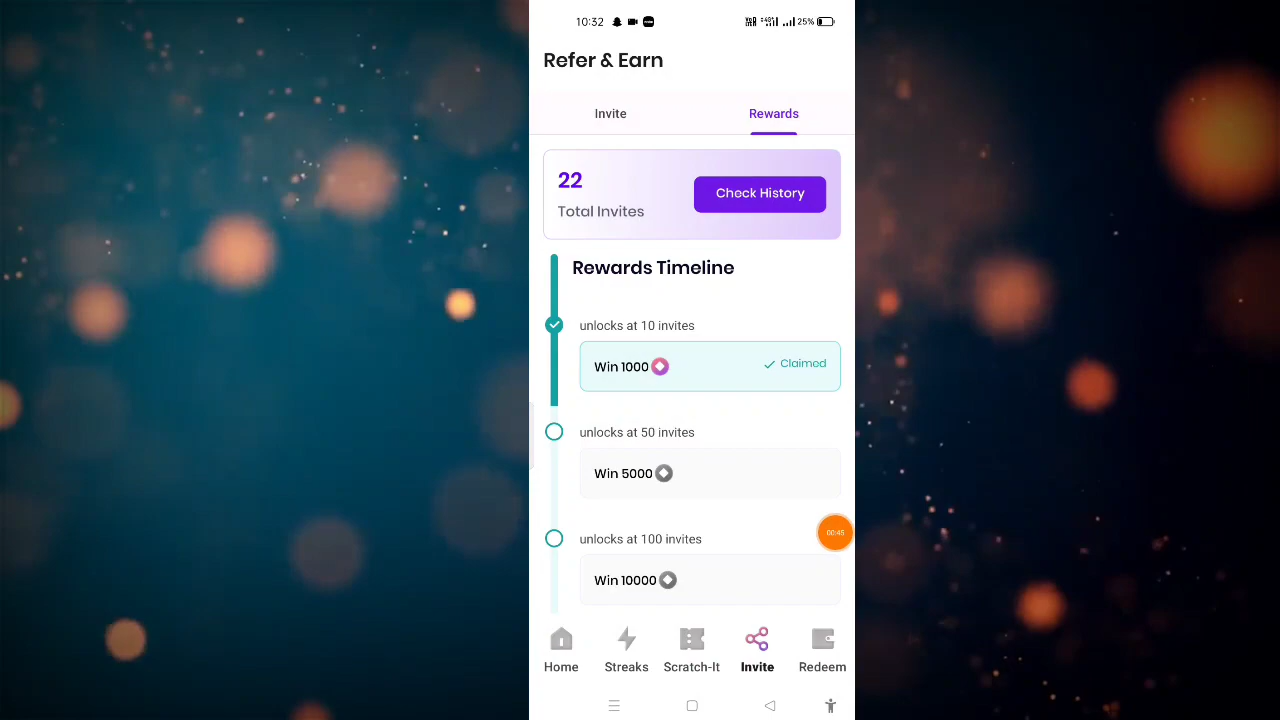 10:32
25%
Refer & Earn
Invite
Rewards
22
Total Invites
Check History
Rewards Timeline
unlocks at 10 invites
Win 1000
Claimed
unlocks at 50 invites
Win 5000
unlocks at 100 invites
00:45
Win 10000
Home
Streaks
Scratch-It
Invite
Redeem